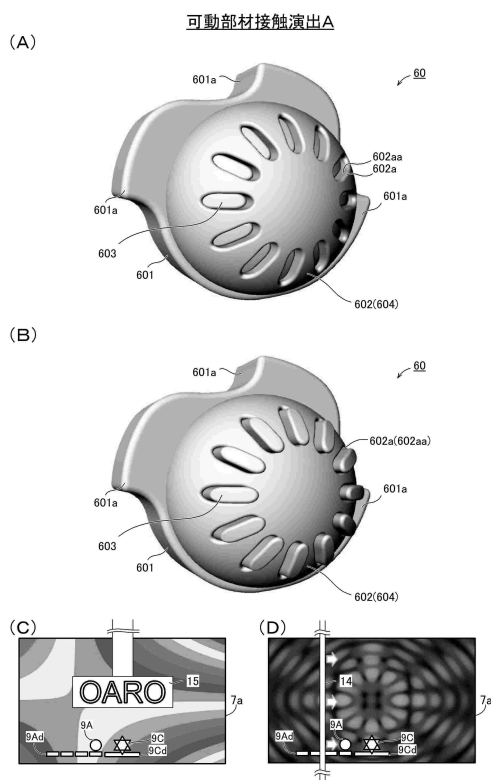 可動部材接触演出A
(A)
601a
60
602aa
602a
601a
601a
603
601
602(604)
(B)
601a
60
602a(602aa)
601a
601a
603
601
602(604)
(C)
(D)
OARO
15
14
7a
7a
9A
9A
9Ad
9C
9Cd
9Ad
9C
9Cd